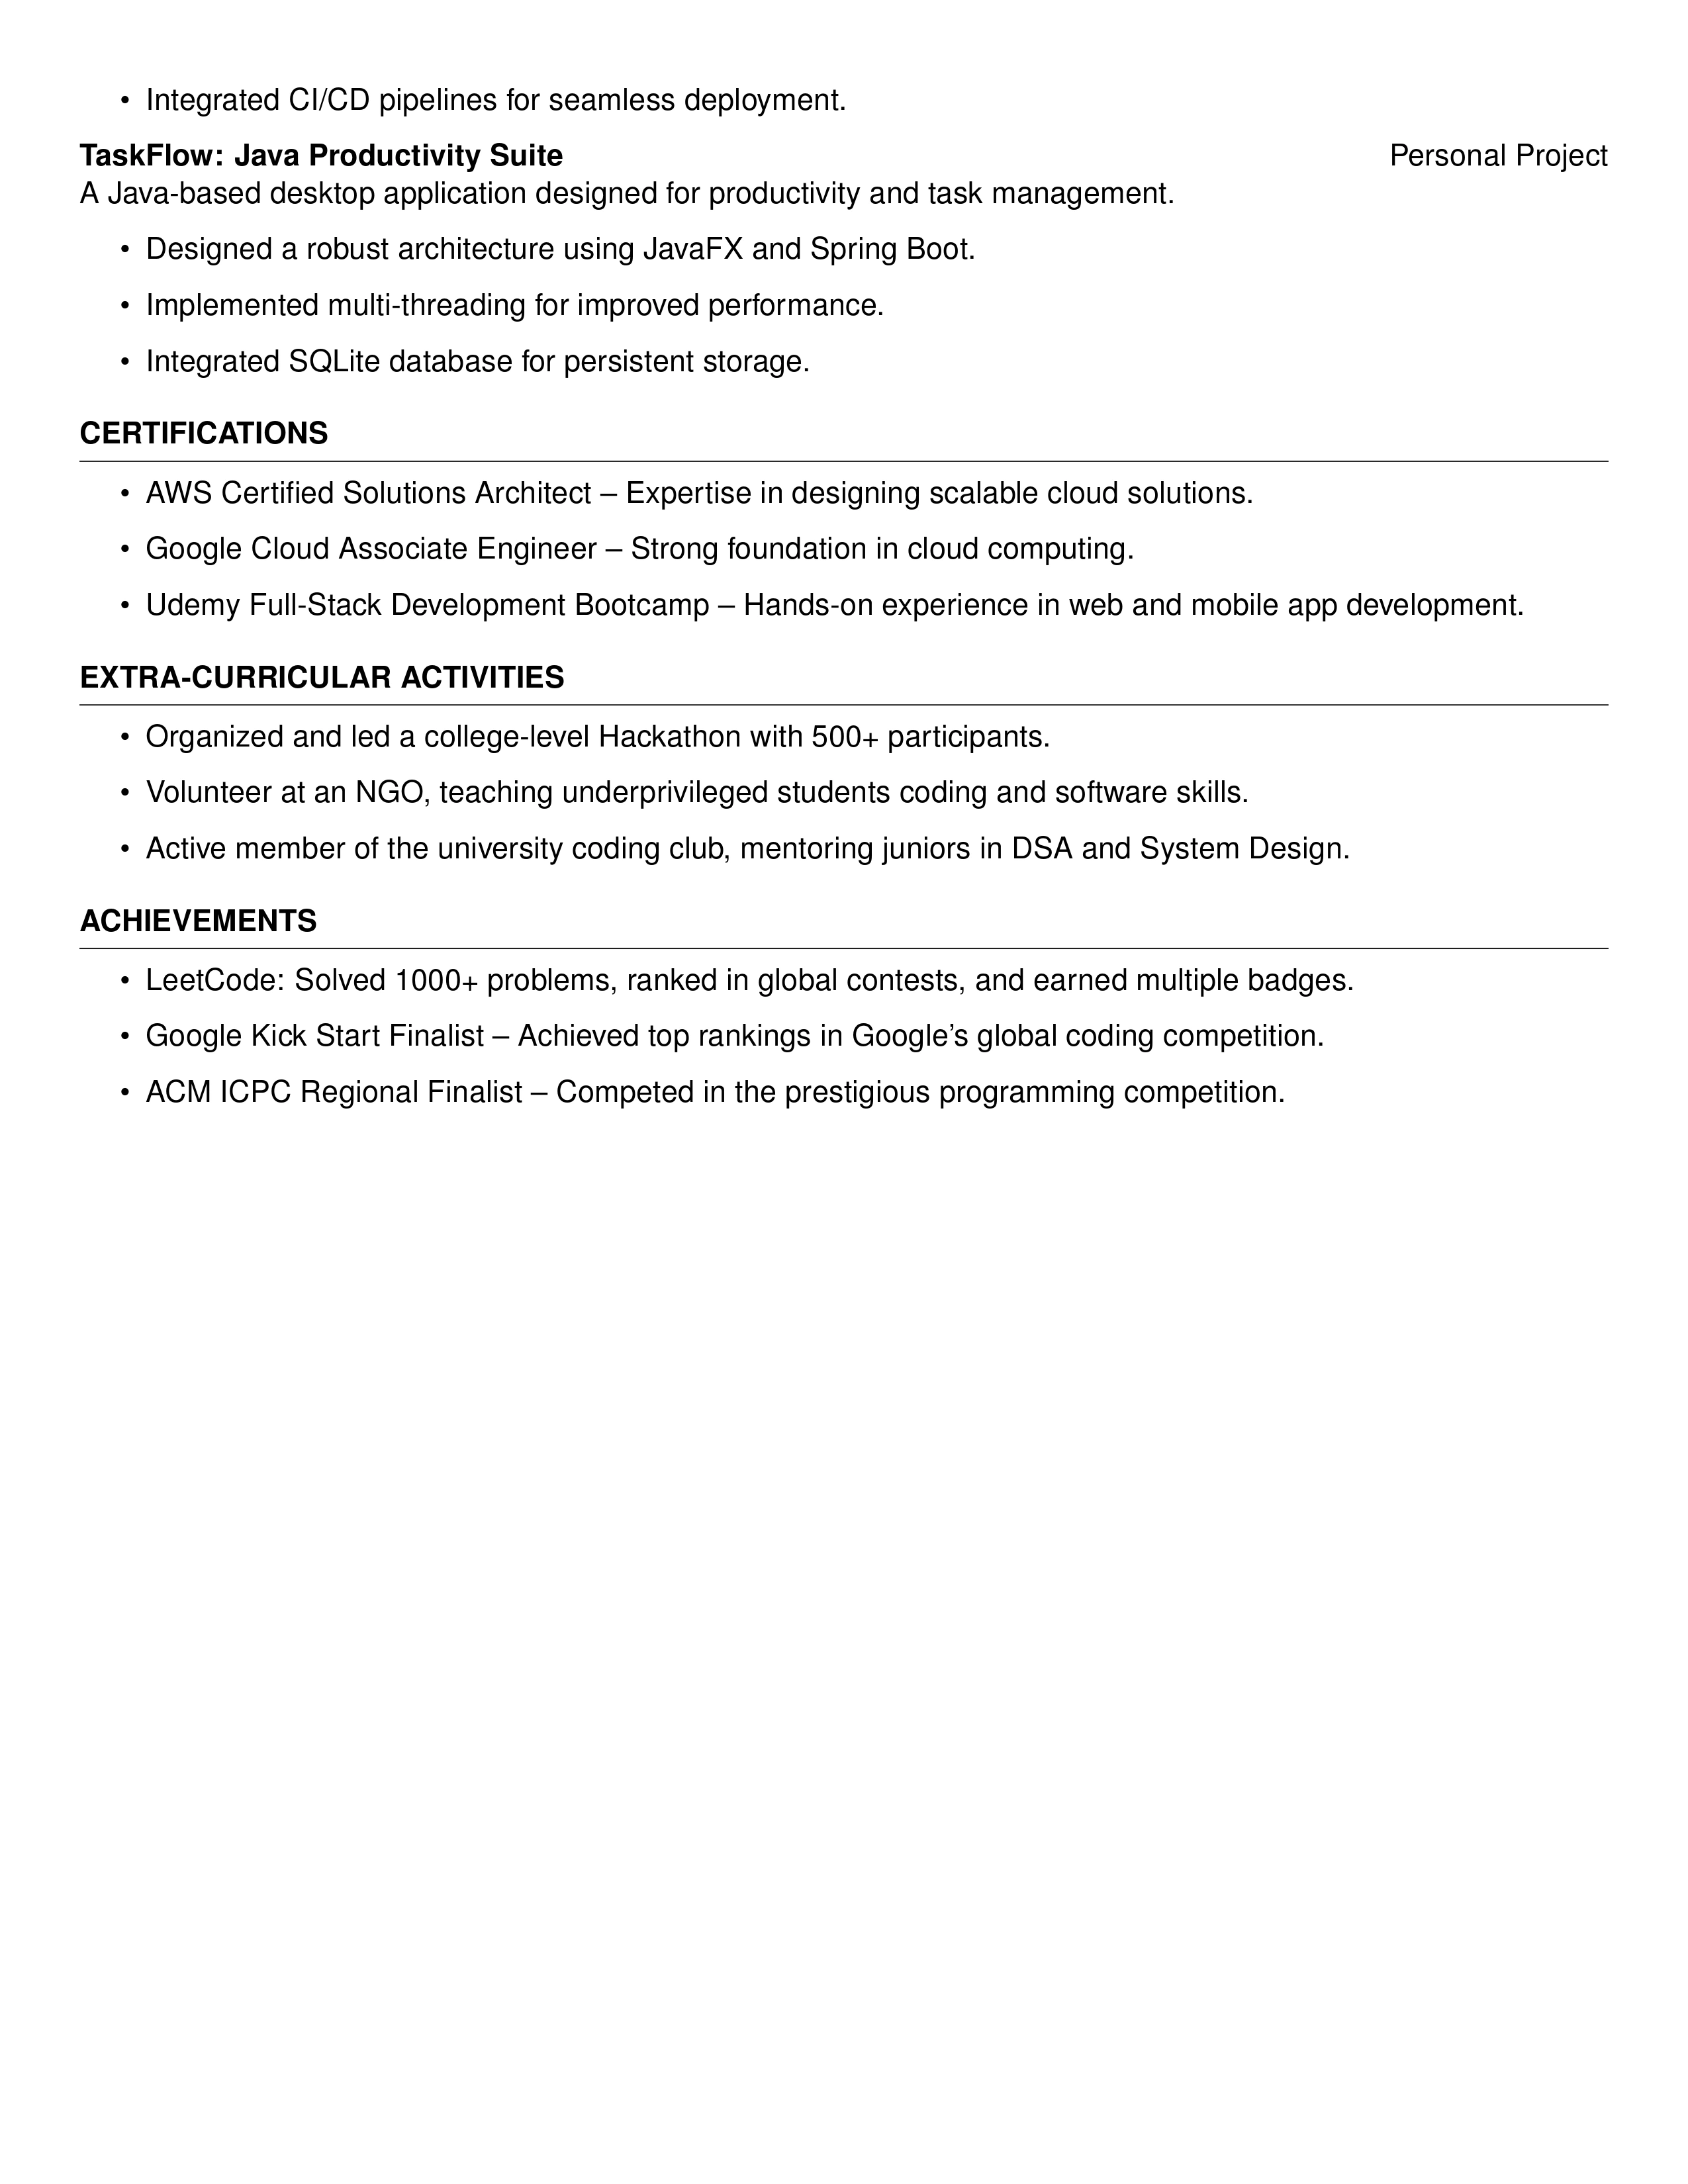 • Integrated CI/CD pipelines for seamless deployment.
TaskFlow: Java Productivity Suite Personal Project
A Java-based desktop application designed for productivity and task management.
• Designed a robust architecture using JavaFX and Spring Boot.
• Implemented multi-threading for improved performance.
• Integrated SQLite database for persistent storage.
CERTIFICATIONS
• AWS Certified Solutions Architect – Expertise in designing scalable cloud solutions.
• Google Cloud Associate Engineer – Strong foundation in cloud computing.
• Udemy Full-Stack Development Bootcamp – Hands-on experience in web and mobile app development.
EXTRA-CURRICULAR ACTIVITIES
• Organized and led a college-level Hackathon with 500+ participants.
• Volunteer at an NGO, teaching underprivileged students coding and software skills.
• Active member of the university coding club, mentoring juniors in DSA and System Design.
ACHIEVEMENTS
• LeetCode: Solved 1000+ problems, ranked in global contests, and earned multiple badges.
• Google Kick Start Finalist – Achieved top rankings in Google’s global coding competition.
• ACM ICPC Regional Finalist – Competed in the prestigious programming competition.